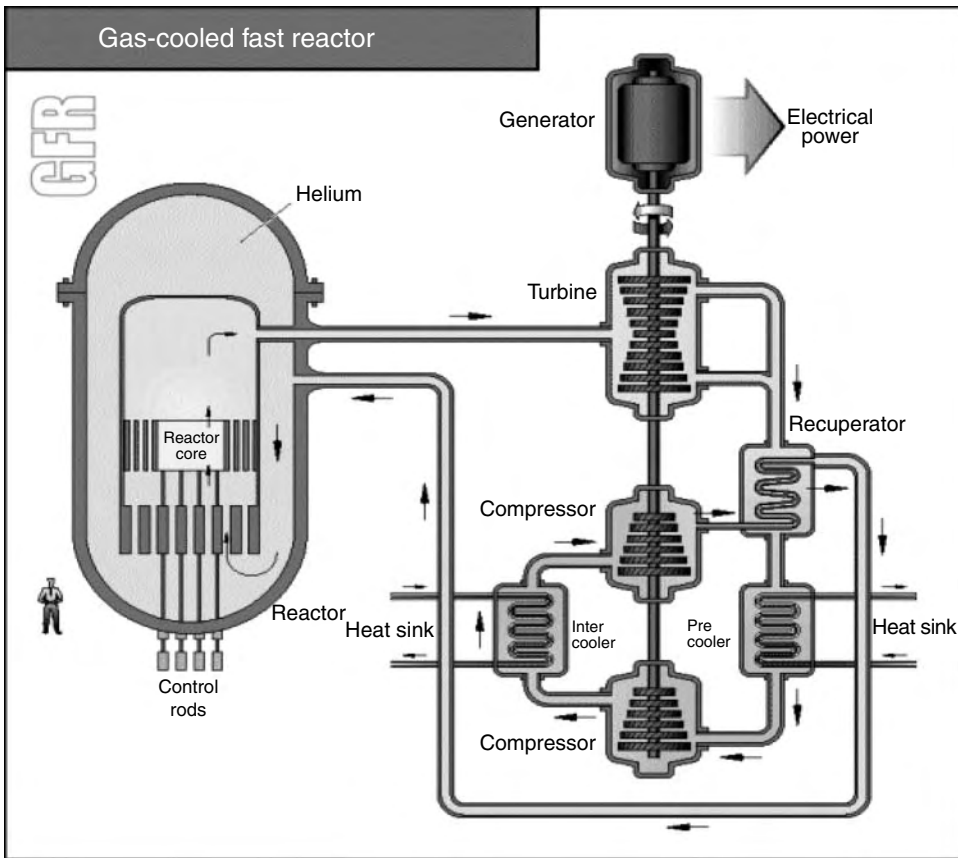 Gas-cooled fast reactor
GFR
Generator
Electrical
power
Helium
Turbine
Reactor
core
Recuperator
Compressor
Reactor
Heat sink
Inter
cooler
Pre
cooler
Heat sink
Control
rods
Compressor